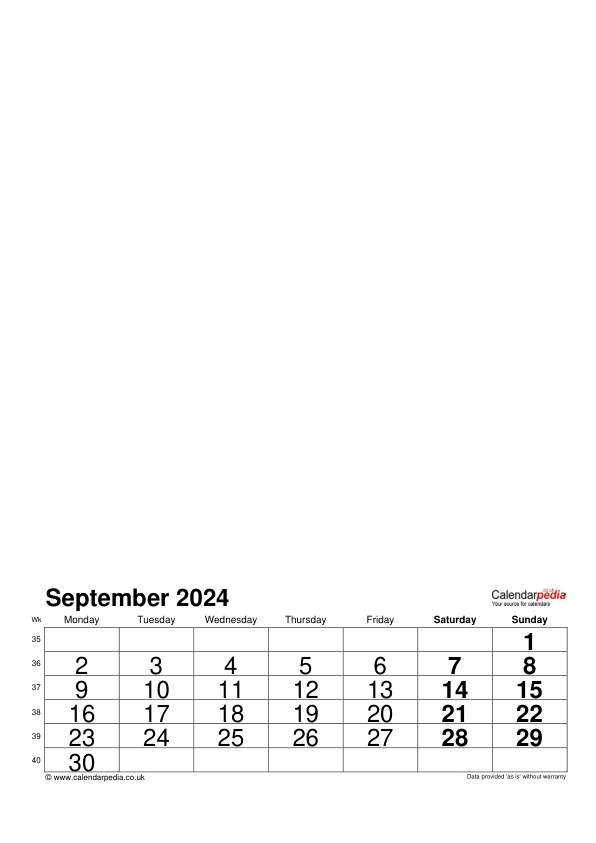 September 2024
Calendarpedia
Your source for calendars
Wk Monday Tuesday Wednesday Thursday Friday Saturday Sunday
35 1
36 2 3 4 5 6 7 8
37 9 10 11 12 13 14 15
38 16 17 18 19 20 21 22
39 23 24 25 26 27 28 29
40 30
© www.calendarpedia.co.uk Data provided 'as is' without warranty